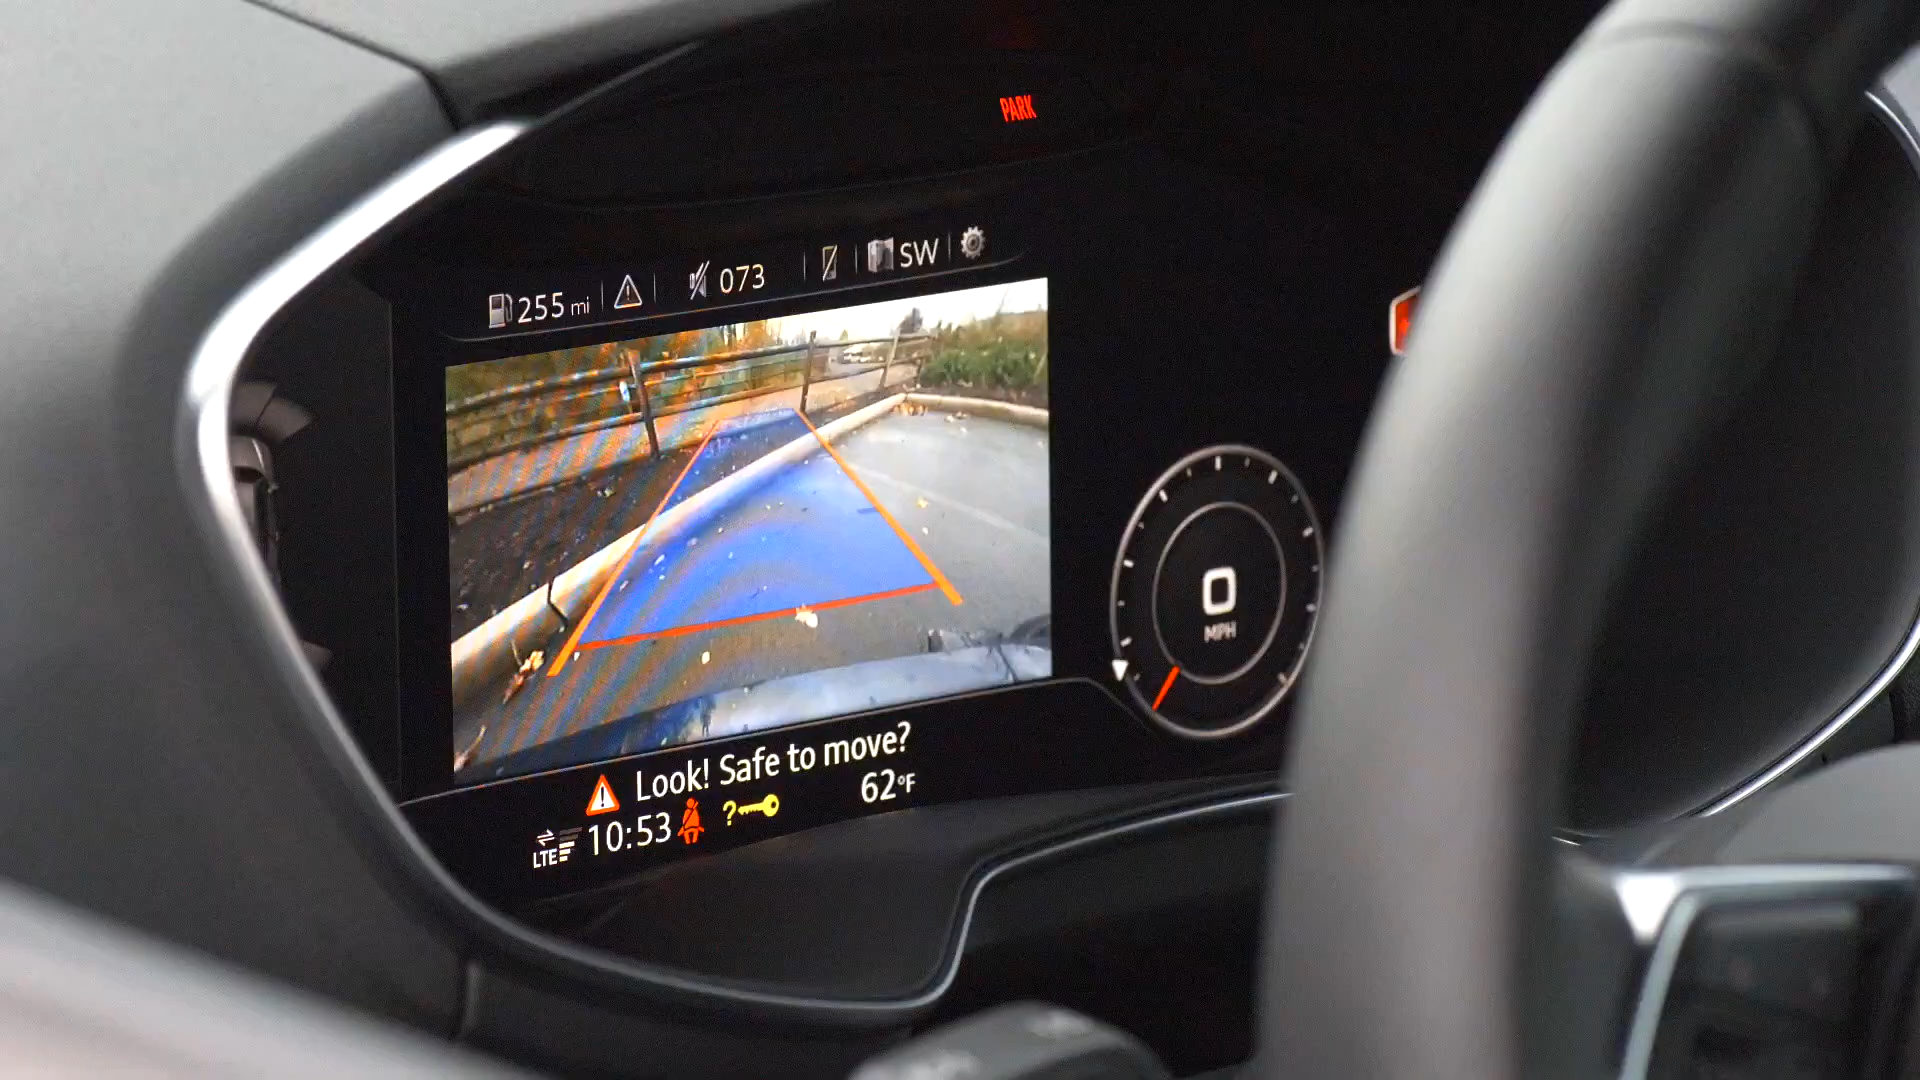 PARK
255 mi 073 SW
0
MPH
Look! Safe to move?
LTE 10:53 ? 62°F